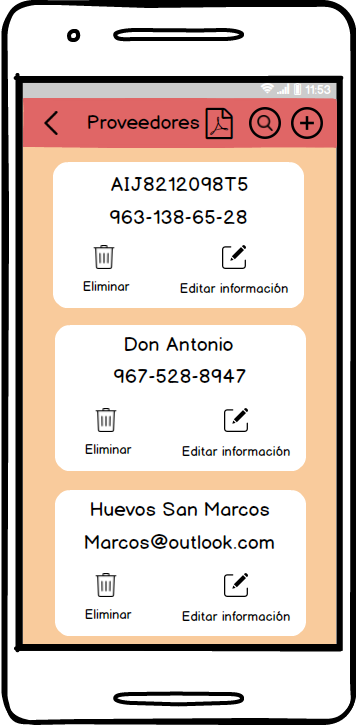 11:53
Proveedores
AIJ8212098T5
963-138-65-28
Eliminar
Editar información
Don Antonio
967-528-8947
Eliminar
Editar información
Huevos San Marcos
Marcos@outlook.com
Eliminar
Editar información